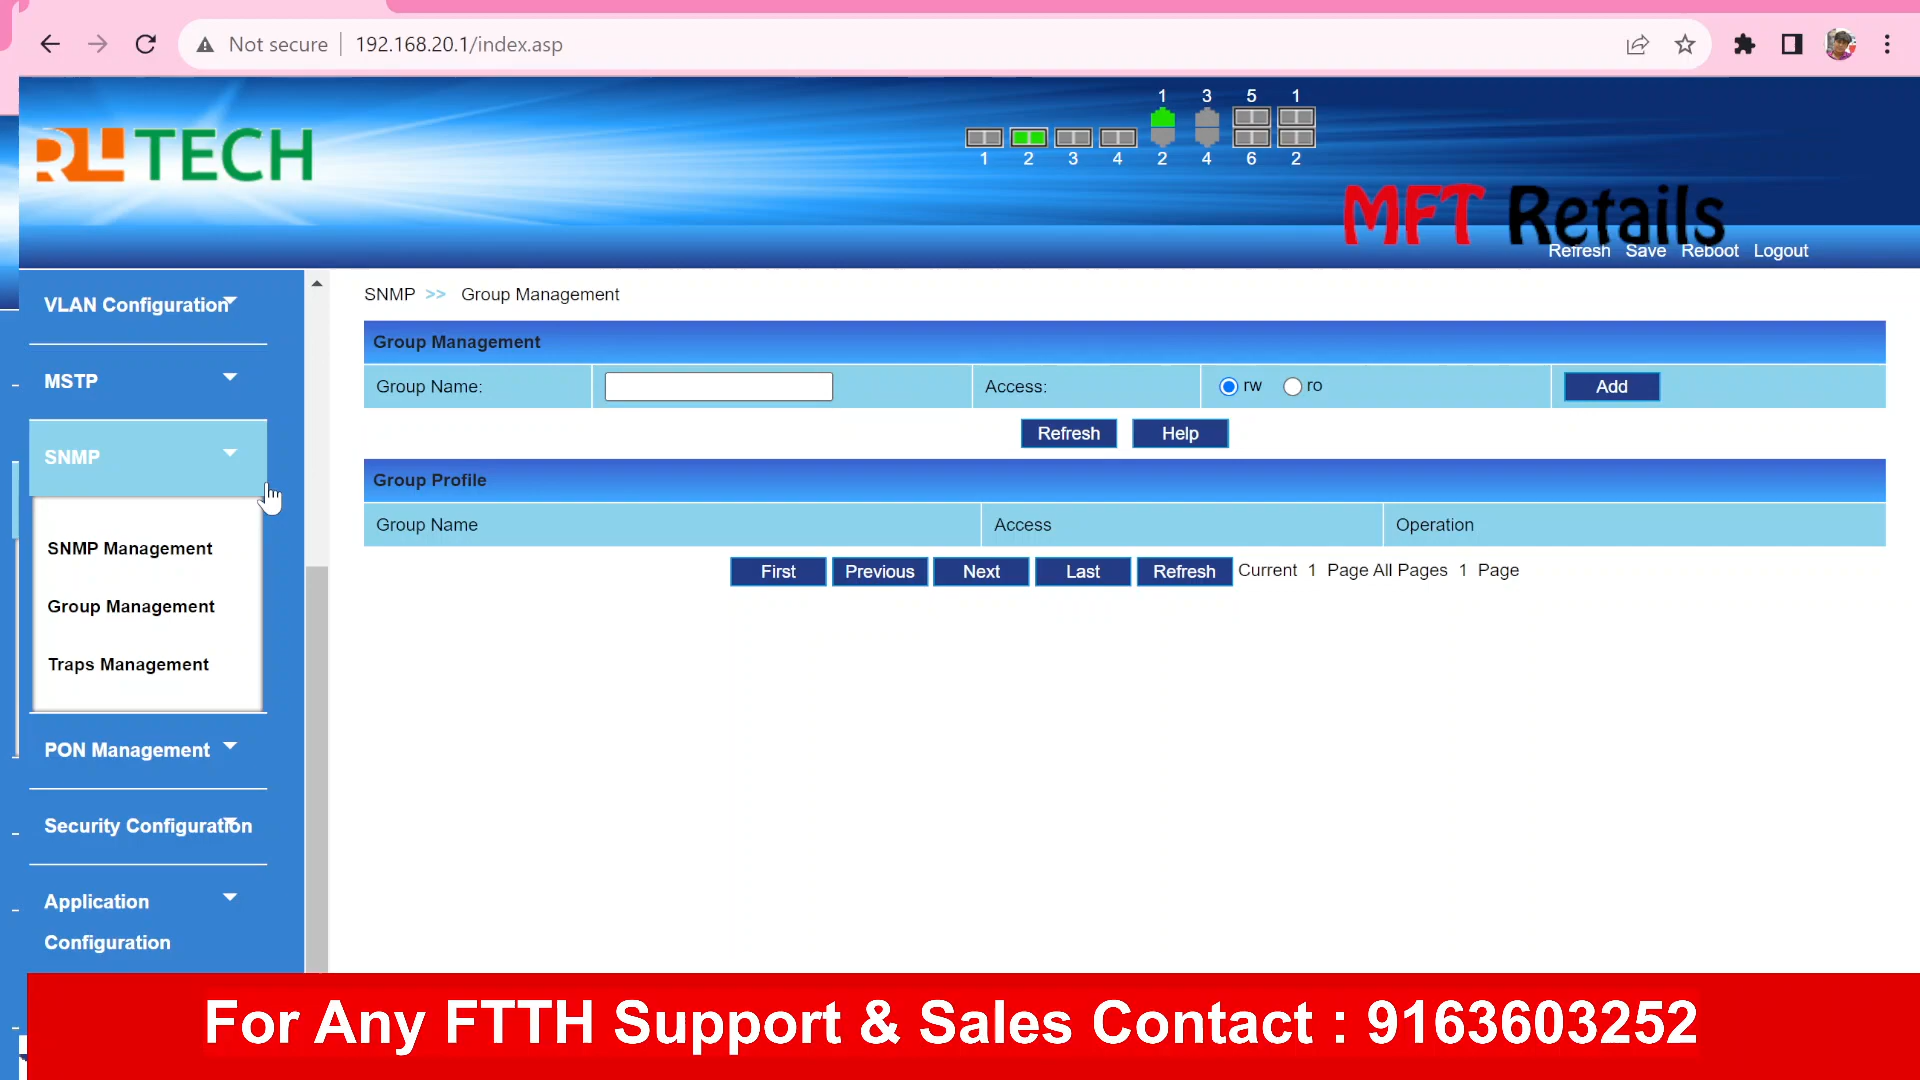 Not secure 192.168.20.1/index.asp
RL TECH
1 3 5 1
1 2 3 4 2 4 6 2
MFT Retails
Refresh Save Reboot Logout
VLAN Configuration
MSTP
SNMP
SNMP Management
Group Management
Traps Management
PON Management
Security Configuration
Application
Configuration
SNMP >> Group Management
Group Management
Group Name: Access: rw ro Add
Refresh Help
Group Profile
Group Name Access Operation
First Previous Next Last Refresh Current 1 Page All Pages 1 Page
For Any FTTH Support & Sales Contact : 9163603252